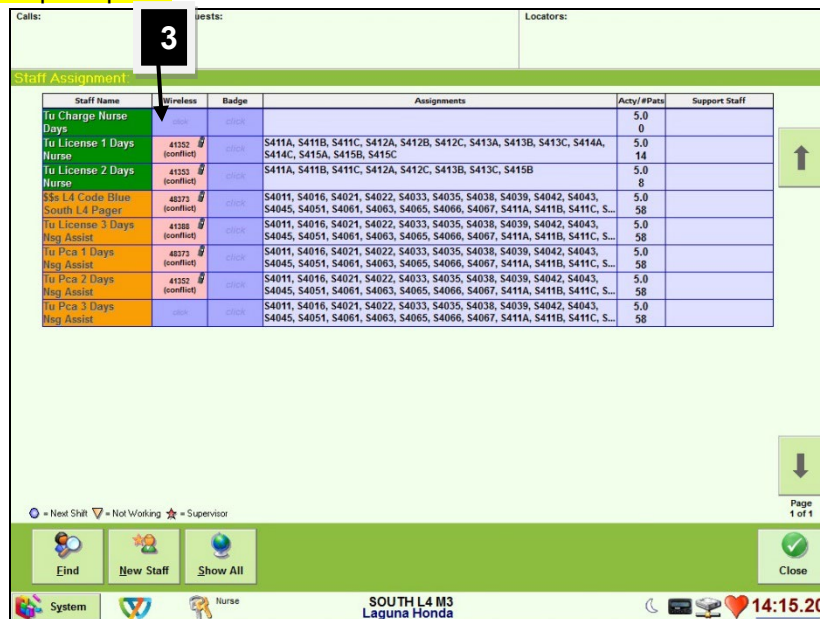 Calls:
Locators:
3
Staff Assignment:
Staff Name Wireless Badge Assignments Acty/#Pats Support Staff
Tu Charge Nurse
Days
click click
5.0
0
Tu License 1 Days
Nurse
41352
(conflict)
click
S411A, S411B, S411C, S412A, S412B, S412C, S413A, S413B, S413C, S414A,
S414C, S415A, S415B, S415C
5.0
14
Tu License 2 Days
Nurse
41353
(conflict)
click
S411A, S411B, S411C, S412A, S412C, S413B, S413C, S415B
5.0
8
$$s L4 Code Blue
South L4 Pager
48373
(conflict)
click
S4011, S4016, S4021, S4022, S4033, S4035, S4038, S4039, S4042, S4043,
S4045, S4051, S4061, S4063, S4065, S4066, S4067, S411A, S411B, S411C, S...
5.0
58
Tu License 3 Days
Nsg Assist
41388
(conflict)
click
S4011, S4016, S4021, S4022, S4033, S4035, S4038, S4039, S4042, S4043,
S4045, S4051, S4061, S4063, S4065, S4066, S4067, S411A, S411B, S411C, S...
5.0
58
Tu Pca 1 Days
Nsg Assist
48373
(conflict)
click
S4011, S4016, S4021, S4022, S4033, S4035, S4038, S4039, S4042, S4043,
S4045, S4051, S4061, S4063, S4065, S4066, S4067, S411A, S411B, S411C, S...
5.0
58
Tu Pca 2 Days
Nsg Assist
41352
(conflict)
click
S4011, S4016, S4021, S4022, S4033, S4035, S4038, S4039, S4042, S4043,
S4045, S4051, S4061, S4063, S4065, S4066, S4067, S411A, S411B, S411C, S...
5.0
58
Tu Pca 3 Days
Nsg Assist
click click
S4011, S4016, S4021, S4022, S4033, S4035, S4038, S4039, S4042, S4043,
S4045, S4051, S4061, S4063, S4065, S4066, S4067, S411A, S411B, S411C, S...
5.0
58
= Next Shift = Not Working = Supervisor
Page
1 of 1
Find New Staff Show All Close
System Nurse
SOUTH L4 M3
Laguna Honda
14:15.20